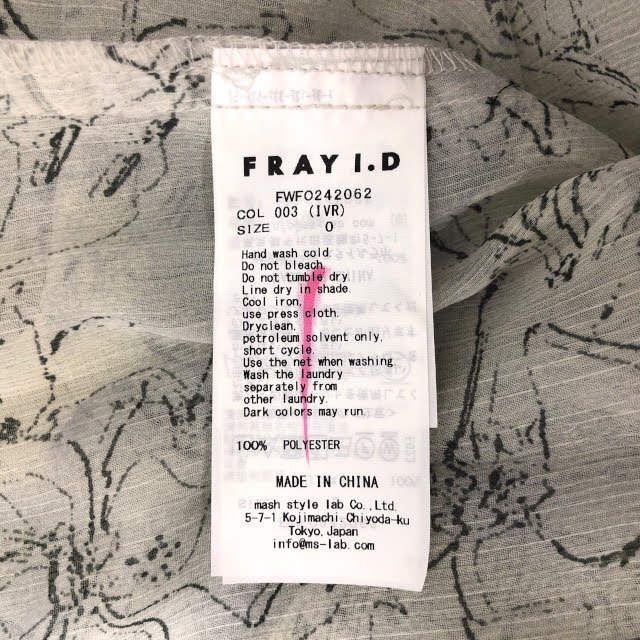 FRAY I.D
FWFO242062
COL 003 (IVR)
SIZE 0
Hand wash cold.
Do not bleach.
Do not tumble dry.
Line dry in shade.
Cool iron,
use press cloth.
Dryclean.
petroleum solvent only.
short cycle.
Use the net when washing.
Wash the laundry
separately from
other laundry.
Dark colors may run.
100% POLYESTER
MADE IN CHINA
mash style lab Co.,Ltd.
5-7-1 Kojimachi.Chiyoda-ku
Tokyo,Japan
info@ms-lab.com